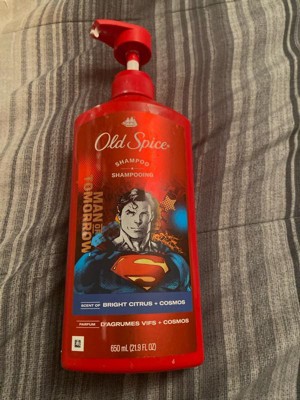 Old Spice
SHAMPOO
SHAMPOOING
MAN OF
TOMORROW
SCENT OF BRIGHT CITRUS + COSMOS
PARFUM D'AGRUMES VIFS + COSMOS
650 mL (21.9 FL OZ)